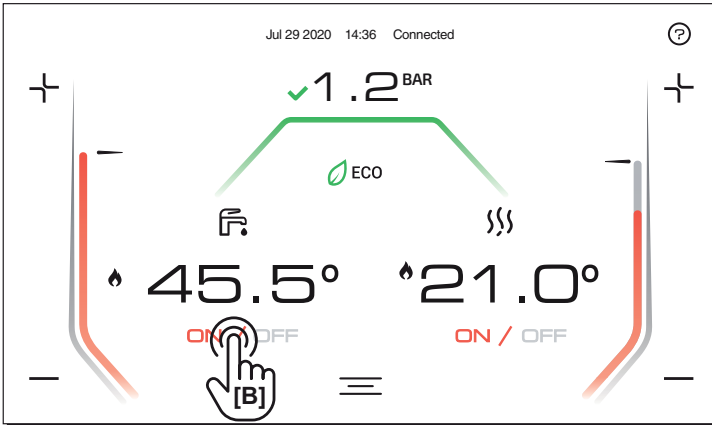 Jul 29 2020 14:36 Connected ?
1.2 BAR
ECO
45.5° 21.0°
ON / OFF ON / OFF
[B]